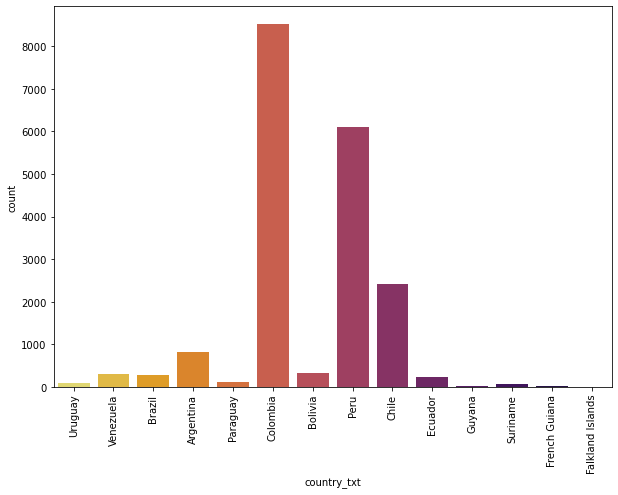 8000
7000
6000
5000
4000
3000
2000
1000
0
count
Uruguay
Venezuela
Brazil
Argentina
Paraguay
Colombia
Bolivia
Peru
Chile
Ecuador
Guyana
Suriname
French Guiana
Falkland Islands
country_txt